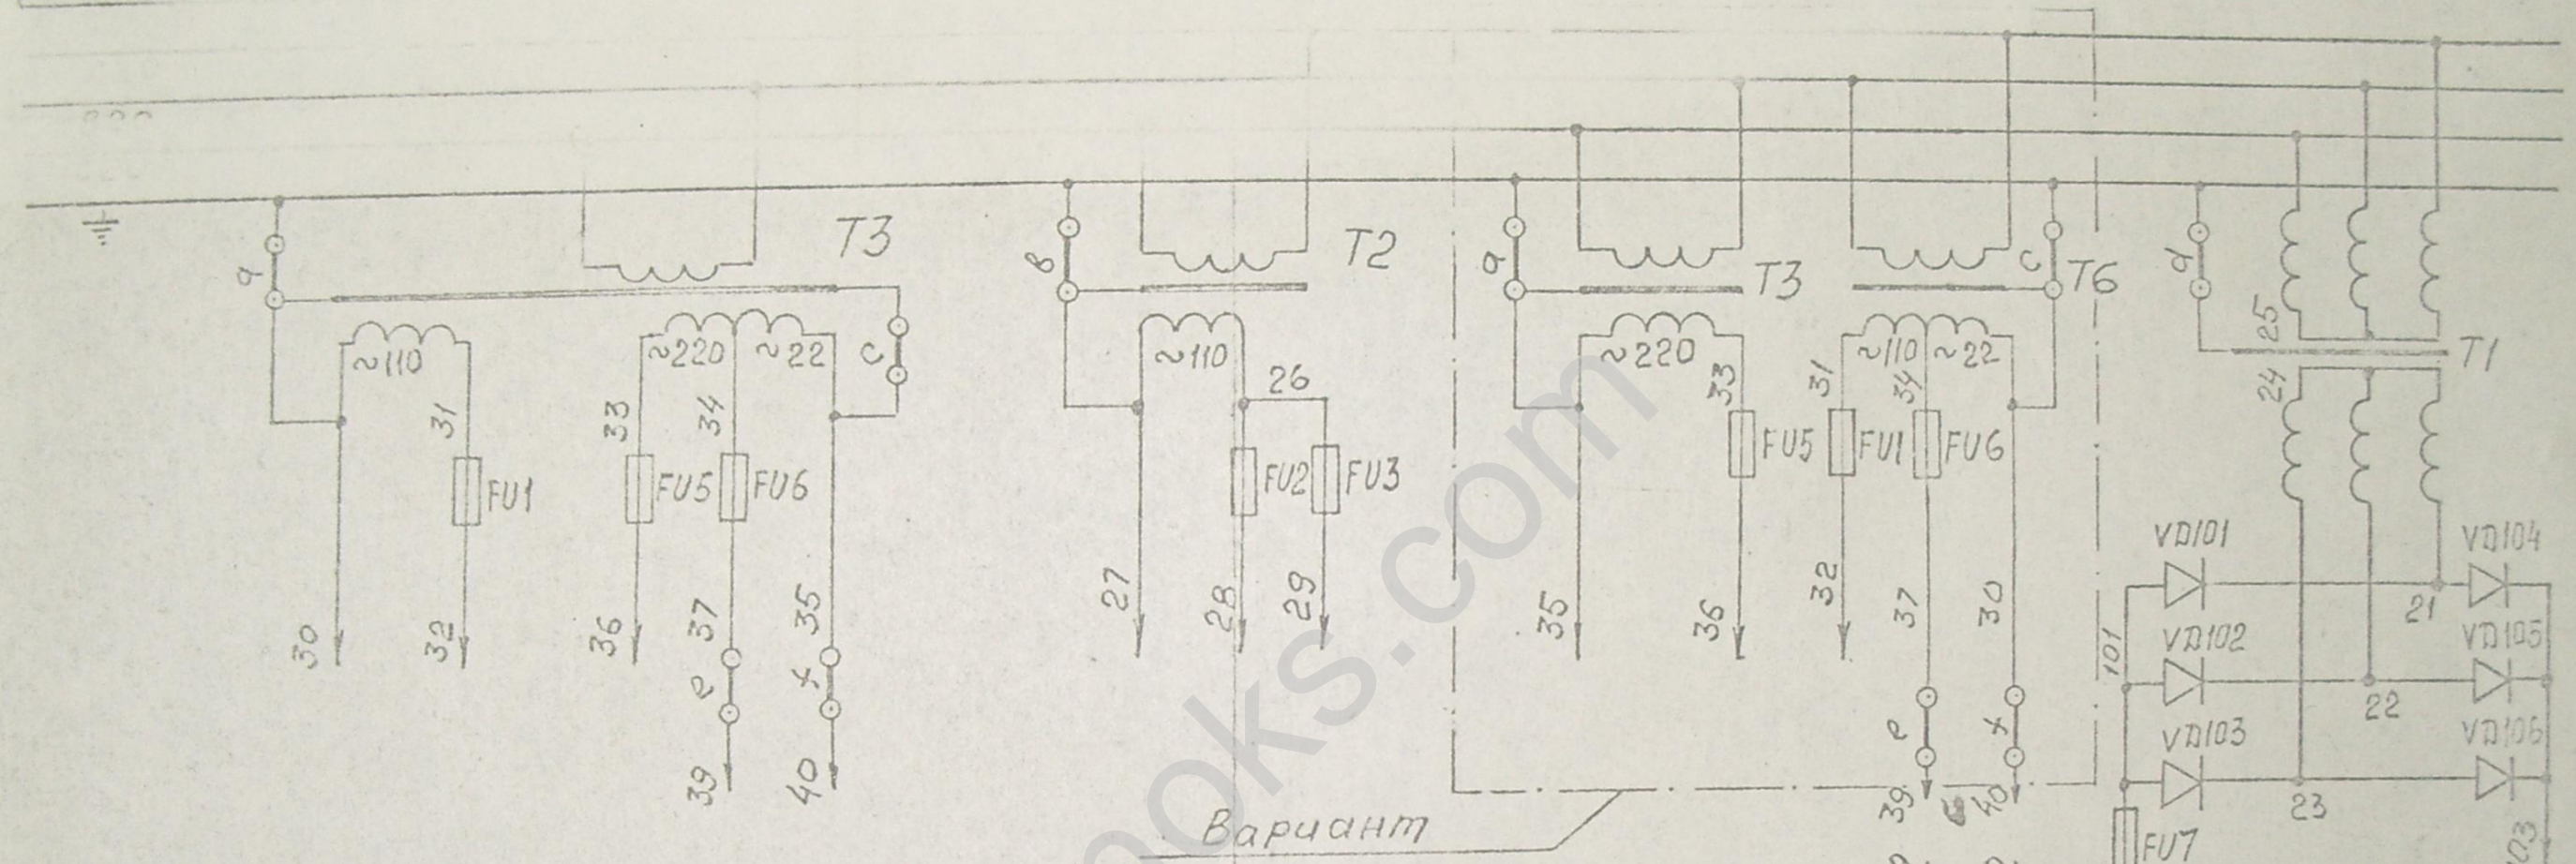 T3
T2
T3
T6
T1
a
в
a
c
d
c
25
24
~110
~220
~22
~110
~220
~110
~22
31
33
34
26
33
31
34
FU1
FU5
FU6
FU2
FU3
FU5
FU1
FU6
VD101
VD104
30
32
36
37
35
27
28
29
35
36
32
37
30
21
101
VD102
VD105
22
e
e
VD103
VD106
39
40
39
40
23
Вариант
FU7
ooks.com